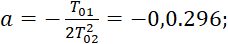 a = −T₀₁/2T₀₂² = −0,0.296;